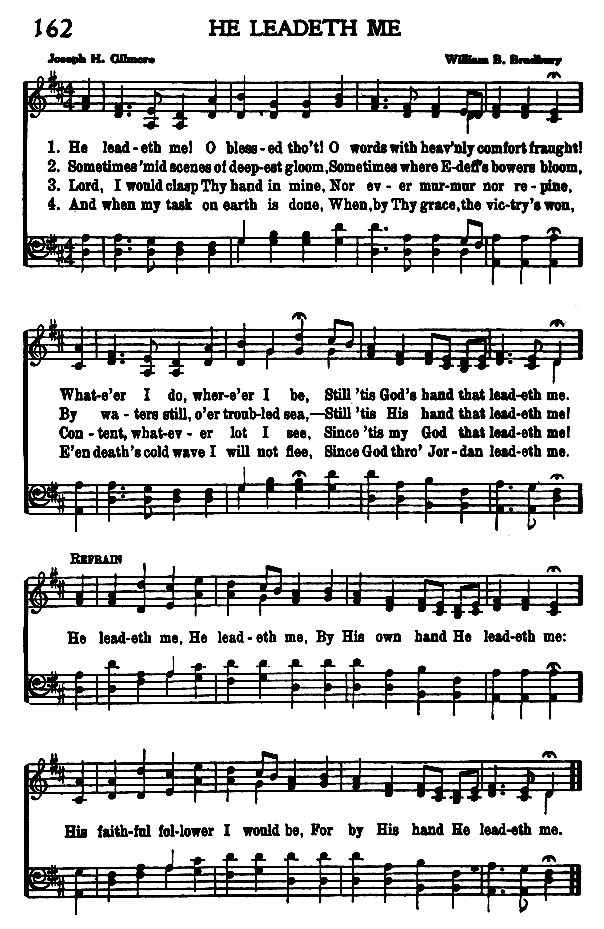 162 HE LEADETH ME
Joseph H. Gilmore William B. Bradbury
1. He lead-eth me! O bless-ed tho't! O words with heav'nly comfort fraught!
2. Sometimes 'mid scenes of deep-est gloom, Sometimes where E-den's bowers bloom,
3. Lord, I would clasp Thy hand in mine, Nor ev-er mur-mur nor re-pine,
4. And when my task on earth is done, When, by Thy grace, the vic-try's won,
What-e'er I do, wher-e'er I be, Still 'tis God's hand that lead-eth me.
By wa-ters still, o'er troub-led sea,—Still 'tis His hand that lead-eth me!
Con-tent, what-ev-er lot I see, Since 'tis my God that lead-eth me!
E'en death's cold wave I will not flee, Since God thro' Jor-dan lead-eth me.
REFRAIN
He lead-eth me, He lead-eth me, By His own hand He lead-eth me:
His faith-ful fol-lower I would be, For by His hand He lead-eth me.